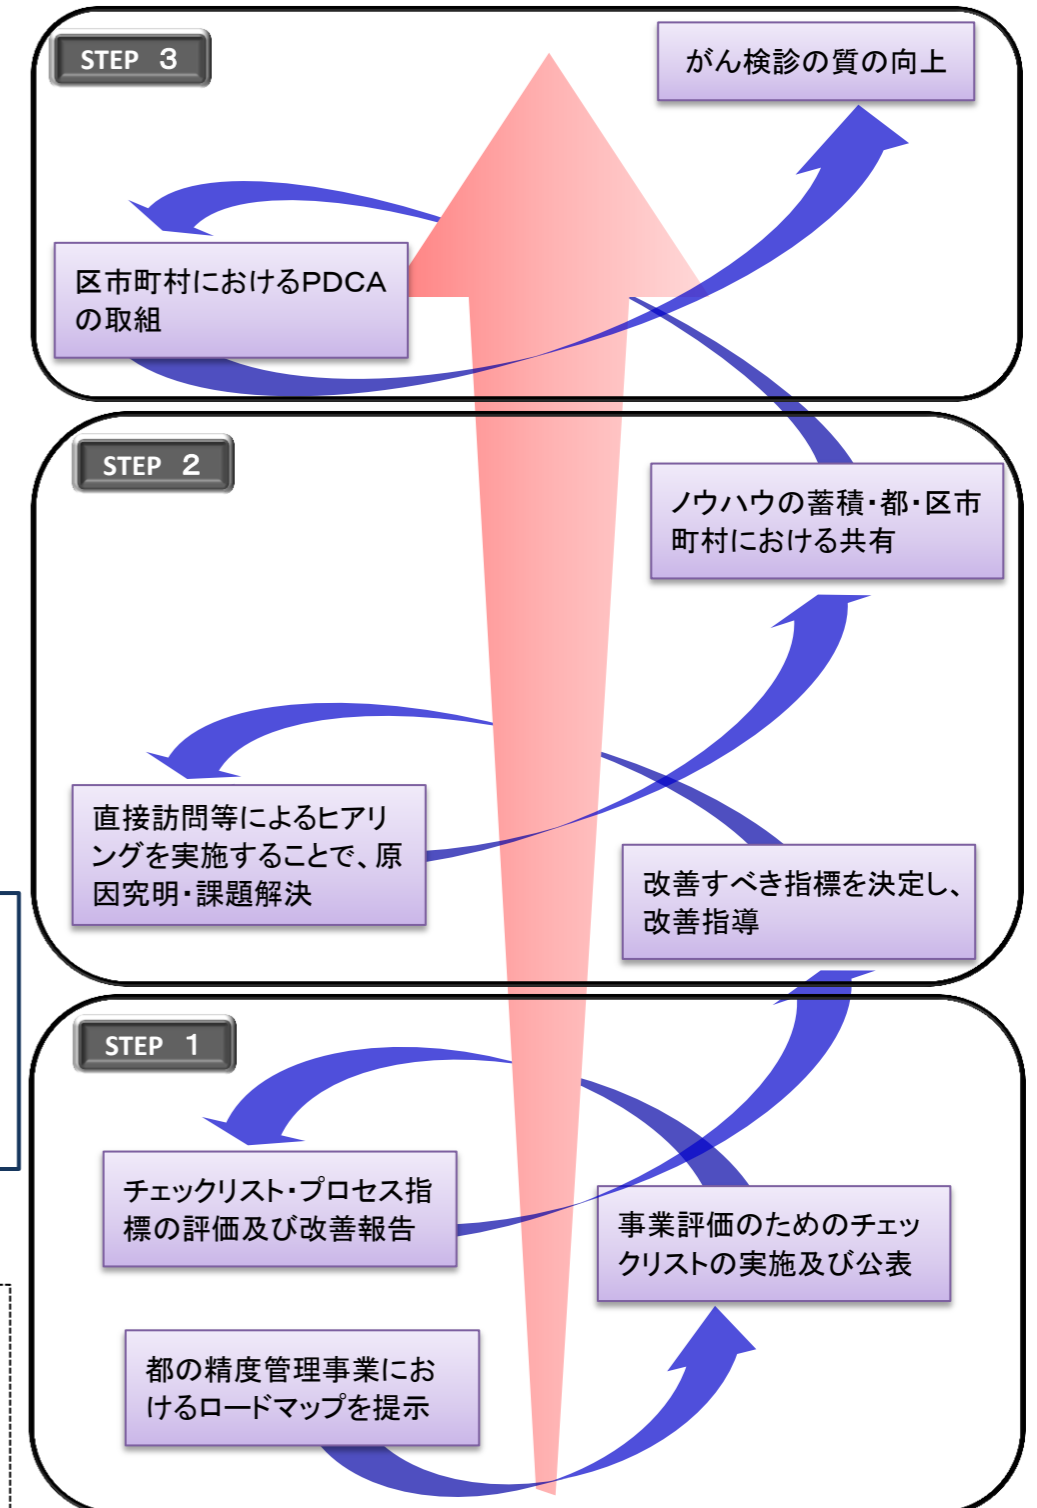 STEP ３
がん検診の質の向上
区市町村におけるＰＤＣＡ
の取組
STEP ２
ノウハウの蓄積・都・区市
町村における共有
直接訪問等によるヒアリ
ングを実施することで、原
因究明・課題解決
改善すべき指標を決定し、
改善指導
STEP １
チェックリスト・プロセス指
標の評価及び改善報告
事業評価のためのチェッ
クリストの実施及び公表
都の精度管理事業にお
けるロードマップを提示